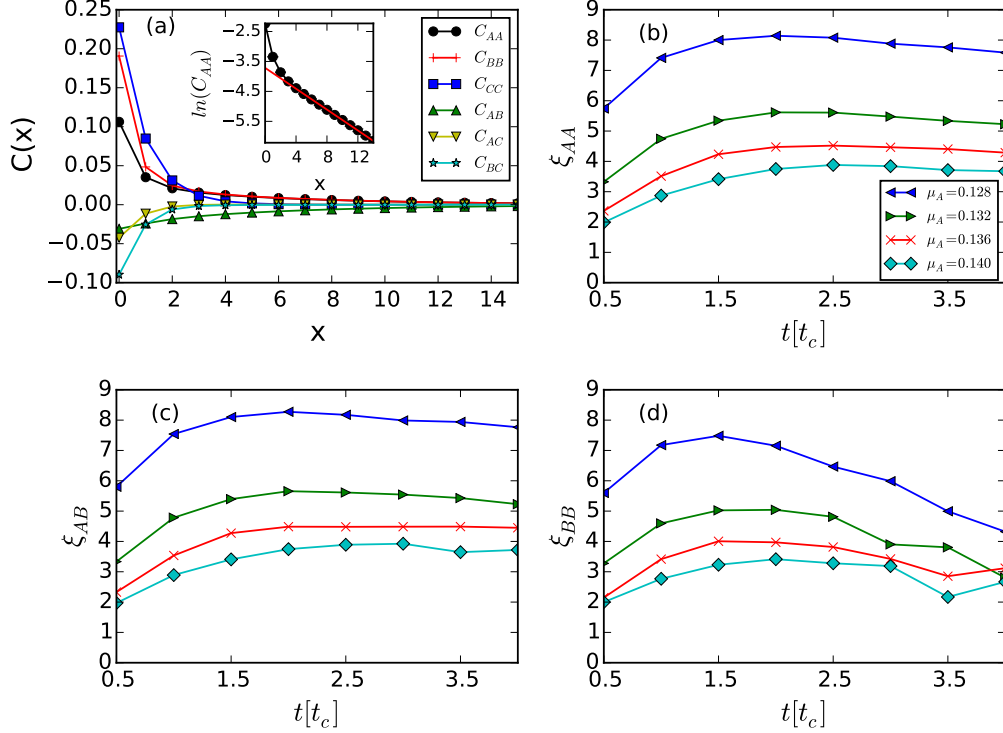 (a)
C(x)
0.25
0.20
0.15
0.10
0.05
0.00
−0.05
−0.10
0 2 4 6 8 10 12 14
x
ln(C_AA)
−2.5
−3.5
−4.5
−5.5
0 4 8 12
x
C_AA
C_BB
C_CC
C_AB
C_AC
C_BC
(b)
ξ_AA
9
8
7
6
5
4
3
2
1
0
0.5 1.5 2.5 3.5
t[t_c]
μ_A=0.128
μ_A=0.132
μ_A=0.136
μ_A=0.140
(c)
ξ_AB
9
8
7
6
5
4
3
2
1
0
0.5 1.5 2.5 3.5
t[t_c]
(d)
ξ_BB
9
8
7
6
5
4
3
2
1
0
0.5 1.5 2.5 3.5
t[t_c]